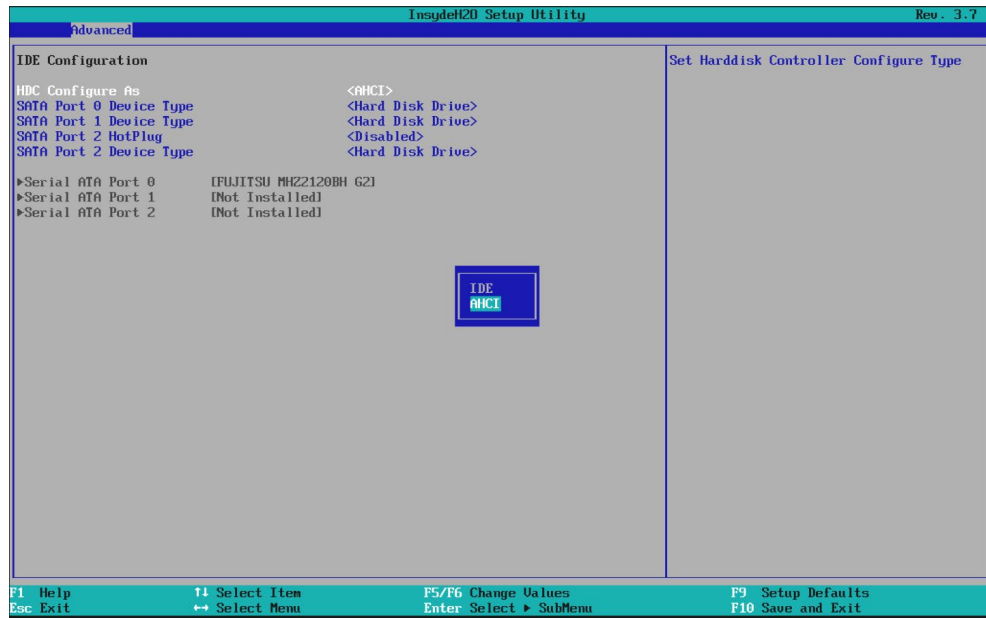 InsydeH20 Setup Utility Rev. 3.7
Advanced
IDE Configuration
Set Harddisk Controller Configure Type
HDC Configure As <AHCI>
SATA Port 0 Device Type <Hard Disk Drive>
SATA Port 1 Device Type <Hard Disk Drive>
SATA Port 2 HotPlug <Disabled>
SATA Port 2 Device Type <Hard Disk Drive>
▶Serial ATA Port 0 [FUJITSU MHZ2120BH G2]
▶Serial ATA Port 1 [Not Installed]
▶Serial ATA Port 2 [Not Installed]
IDE
AHCI
F1 Help ↑↓ Select Item F5/F6 Change Values F9 Setup Defaults
Esc Exit ↔ Select Menu Enter Select ▶ SubMenu F10 Save and Exit